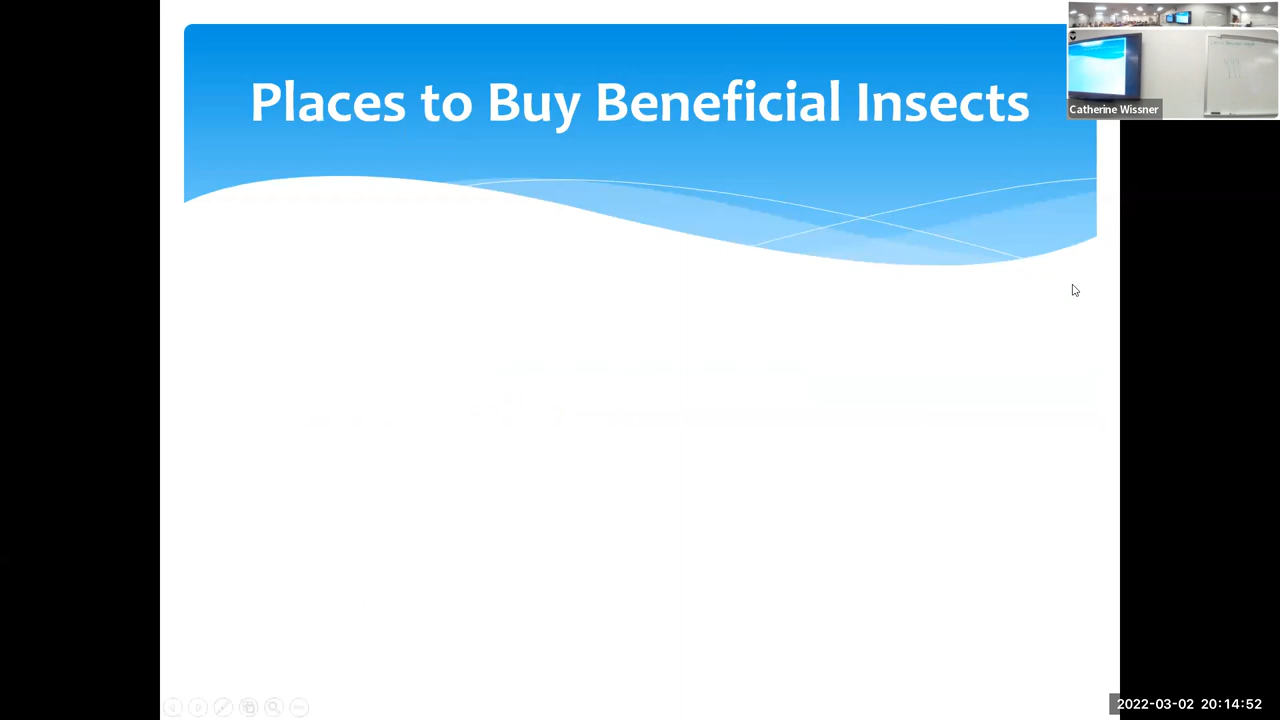 Places to Buy Beneficial Insects
Catherine Wissner
2022-03-02 20:14:52